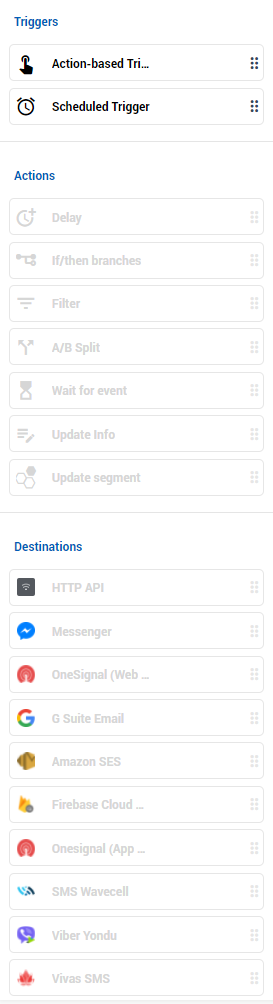 Triggers
Action-based Tri...
Scheduled Trigger
Actions
Delay
If/then branches
Filter
A/B Split
Wait for event
Update Info
Update segment
Destinations
HTTP API
Messenger
OneSignal (Web ...
G Suite Email
Amazon SES
Firebase Cloud ...
Onesignal (App ...
SMS Wavecell
Viber Yondu
Vivas SMS